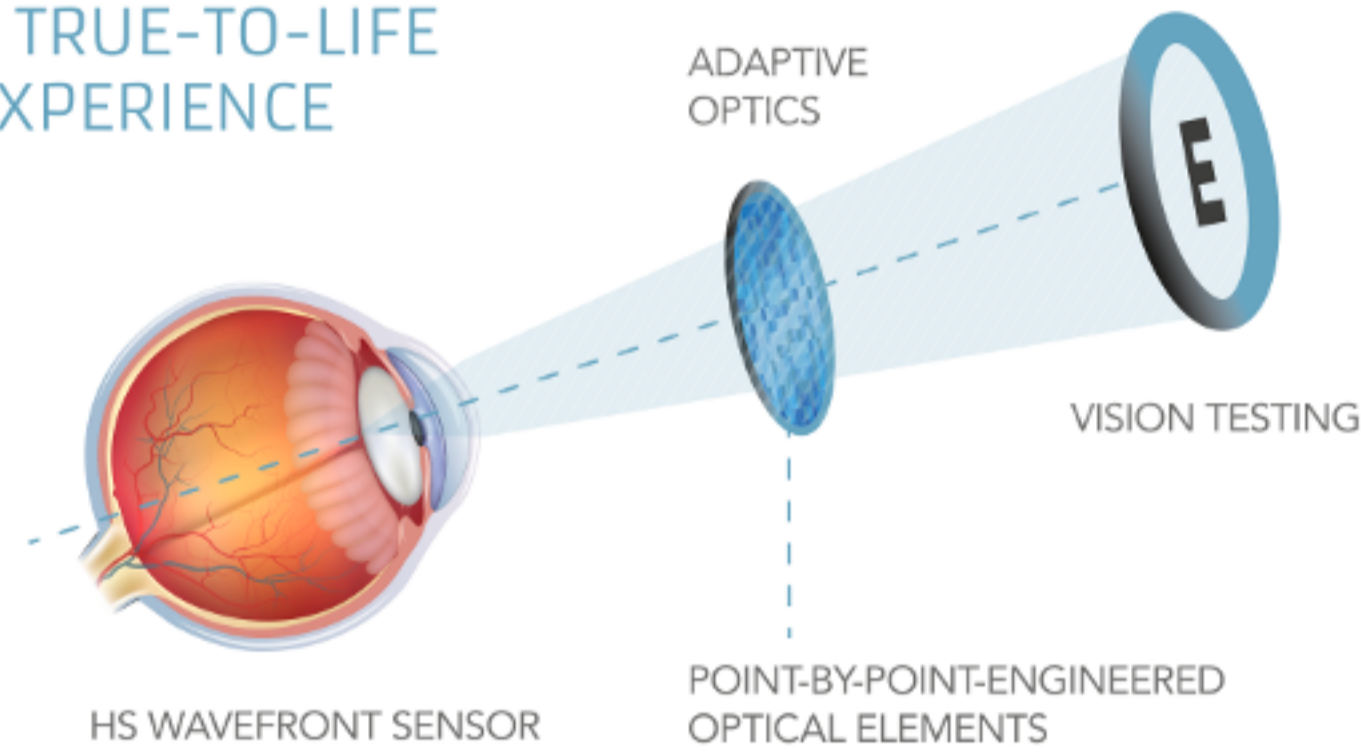 TRUE-TO-LIFE
XPERIENCE
ADAPTIVE
OPTICS
E
VISION TESTING
HS WAVEFRONT SENSOR
POINT-BY-POINT-ENGINEERED
OPTICAL ELEMENTS